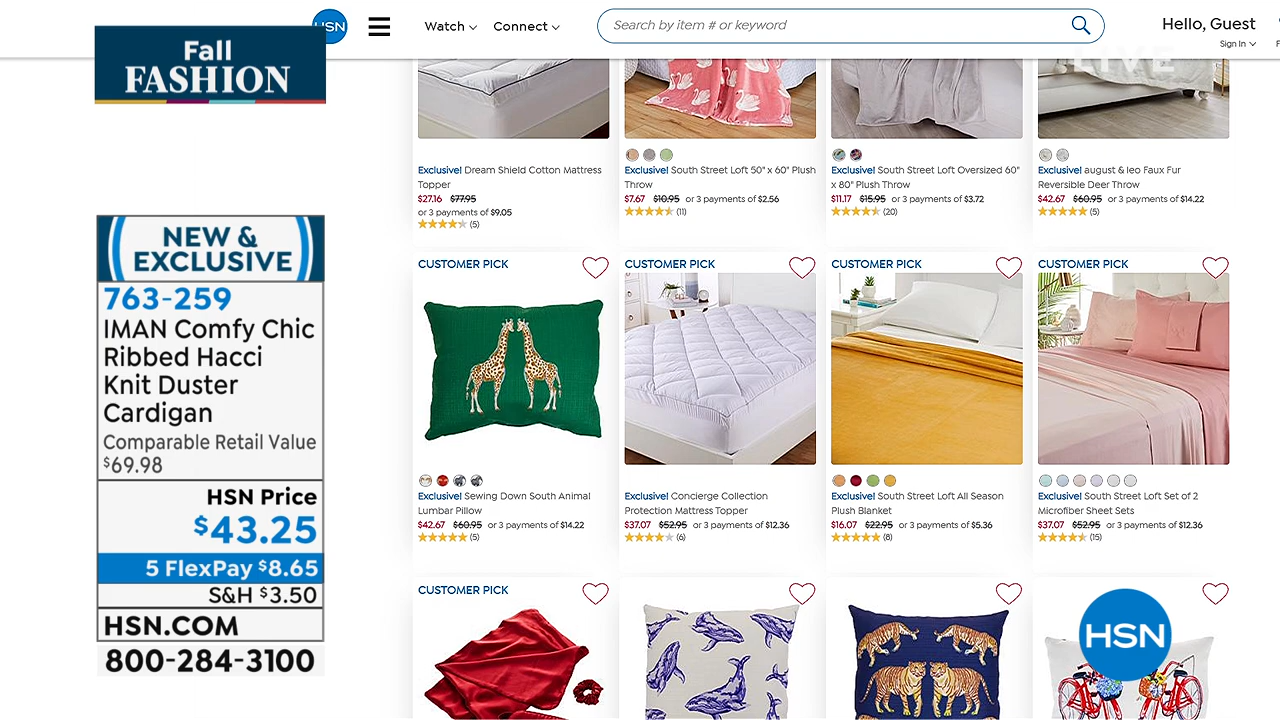 HSN
Watch
Connect
Search by item # or keyword
Hello, Guest
Sign In
LIVE
Fall
FASHION
NEW &
EXCLUSIVE
763-259
IMAN Comfy Chic
Ribbed Hacci
Knit Duster
Cardigan
Comparable Retail Value
$69.98
HSN Price
$43.25
5 FlexPay $8.65
S&H $3.50
HSN.COM
800-284-3100
Exclusive! Dream Shield Cotton Mattress
Topper
$27.16 $77.95
or 3 payments of $9.05
(5)
Exclusive! South Street Loft 50" x 60" Plush
Throw
$7.67 $10.95 or 3 payments of $2.56
(11)
Exclusive! South Street Loft Oversized 60"
x 80" Plush Throw
$11.17 $15.95 or 3 payments of $3.72
(20)
Exclusive! august & leo Faux Fur
Reversible Deer Throw
$42.67 $60.95 or 3 payments of $14.22
(5)
CUSTOMER PICK
Exclusive! Sewing Down South Animal
Lumbar Pillow
$42.67 $60.95 or 3 payments of $14.22
(5)
CUSTOMER PICK
Exclusive! Concierge Collection
Protection Mattress Topper
$37.07 $52.95 or 3 payments of $12.36
(6)
CUSTOMER PICK
Exclusive! South Street Loft All Season
Plush Blanket
$16.07 $22.95 or 3 payments of $5.36
(8)
CUSTOMER PICK
Exclusive! South Street Loft Set of 2
Microfiber Sheet Sets
$37.07 $52.95 or 3 payments of $12.36
(15)
CUSTOMER PICK
HSN